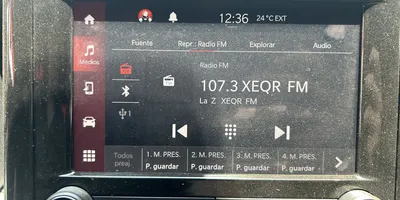 12:36 24°C EXT
Fuente Repr.: Radio FM Explorar Audio
Medios
Radio FM
107.3 XEQR FM
La Z XEQR FM
1
Todos preaj. 1. M. PRES. 2. M. PRES. 3. M. PRES. 4. M. PRES.
P. guardar P. guardar P. guardar P. guardar